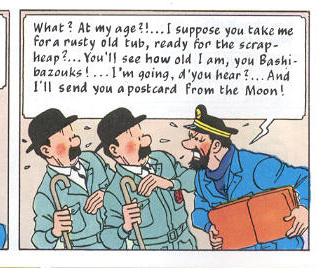 What? At my age?!...I suppose you take me
for a rusty old tub, ready for the scrap-
heap?...You'll see how old I am, you Bashi-
bazouks!...I'm going, d'you hear?...And
I'll send you a postcard from the Moon!